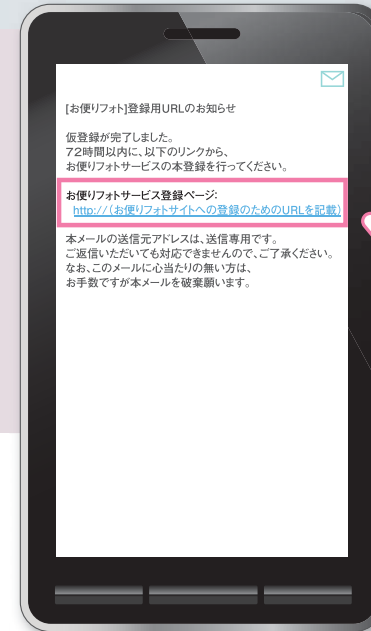 [お便りフォト]登録用URLのお知らせ
仮登録が完了しました。
72時間以内に、以下のリンクから、
お便りフォトサービスの本登録を行ってください。
お便りフォトサービス登録ページ:
http://(お便りフォトサイトへの登録のためのURLを記載)
本メールの送信元アドレスは、送信専用です。
ご返信いただいても対応できませんので、ご了承ください。
なお、このメールに心当たりの無い方は、
お手数ですが本メールを破棄願います。